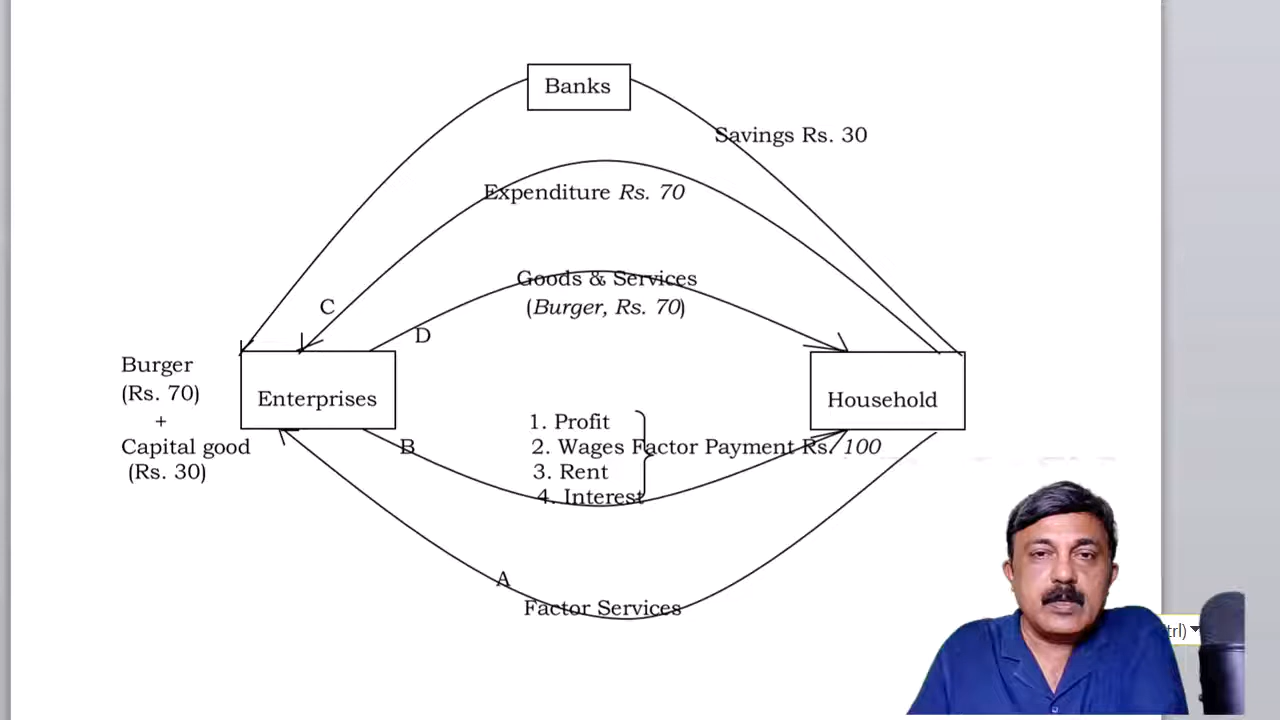 Banks
Savings Rs. 30
Expenditure Rs. 70
Goods & Services
(Burger, Rs. 70)
C
D
Burger
(Rs. 70)
+
Capital good
(Rs. 30)
Enterprises
Household
1. Profit
2. Wages Factor Payment Rs. 100
3. Rent
4. Interest
B
A
Factor Services
trl)